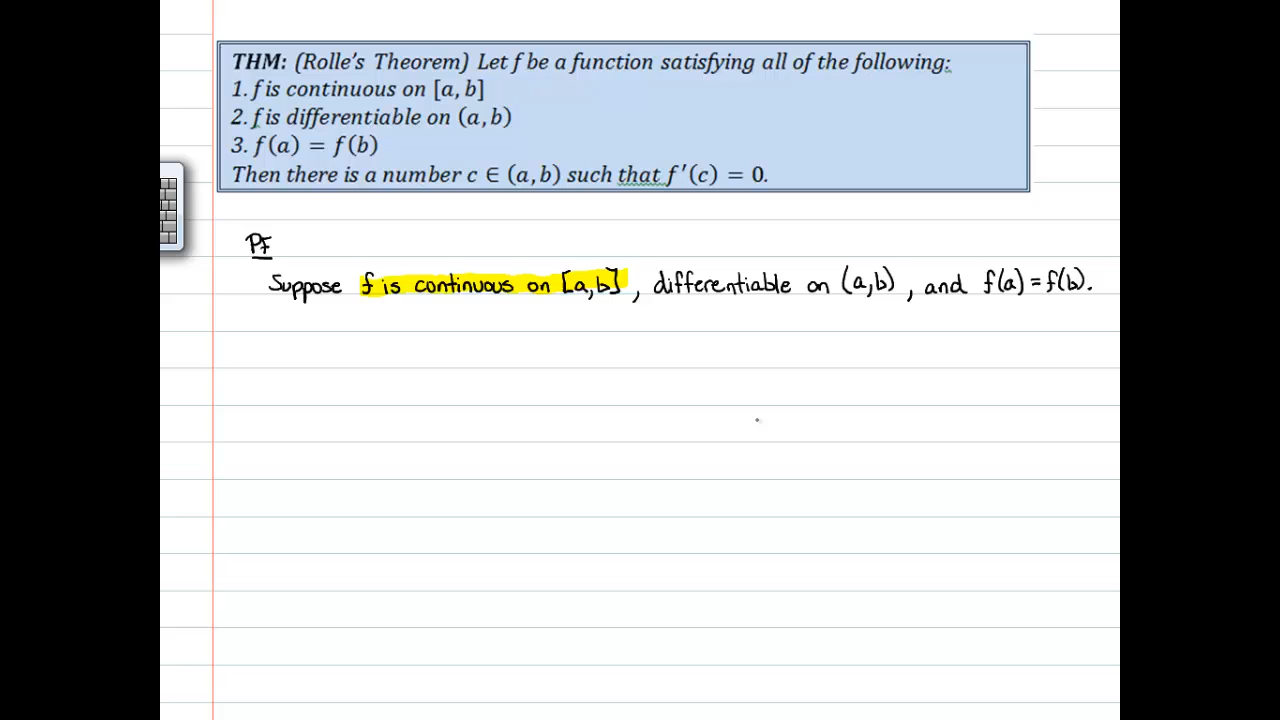 THM: (Rolle's Theorem) Let f be a function satisfying all of the following:
1. f is continuous on [a, b]
2. f is differentiable on (a, b)
3. f(a) = f(b)
Then there is a number c ∈ (a, b) such that f′(c) = 0.
Pf
Suppose f is continuous on [a,b], differentiable on (a,b), and f(a)=f(b).